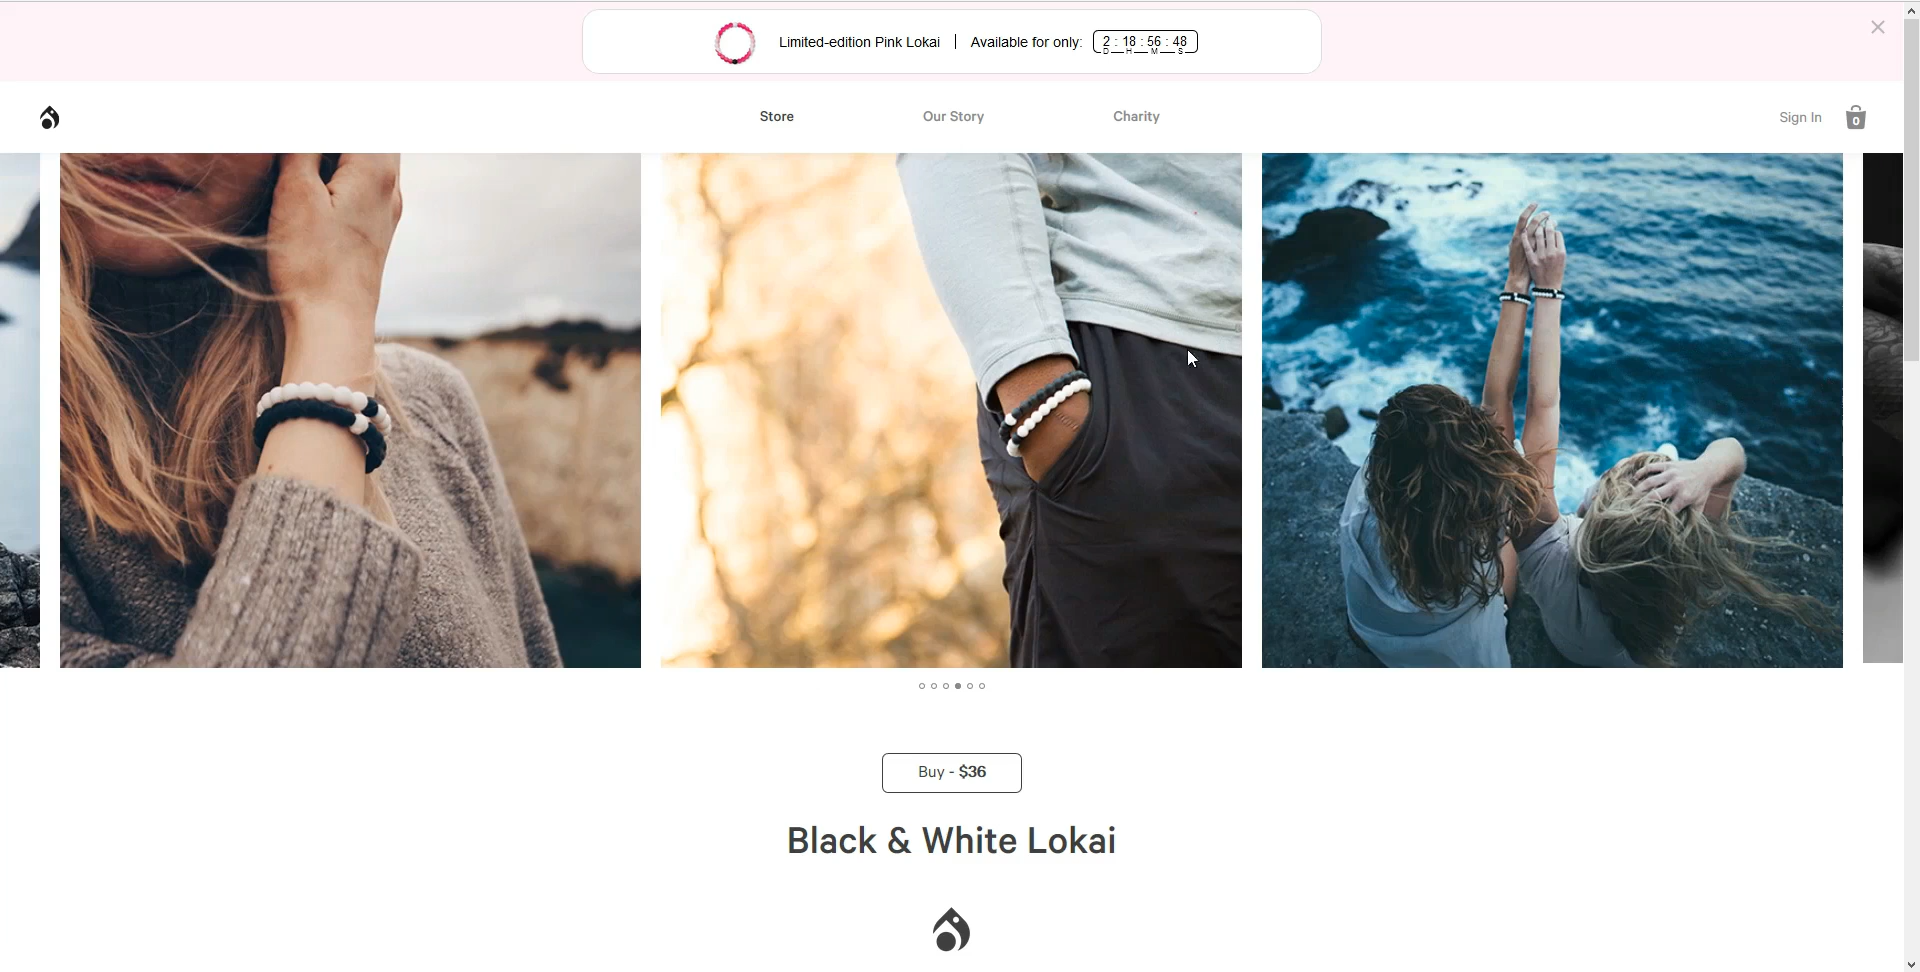 Limited-edition Pink Lokai | Available for only: 2 : 18 : 56 : 48
D H M S
Store Our Story Charity Sign In 0
Buy - $36
Black & White Lokai